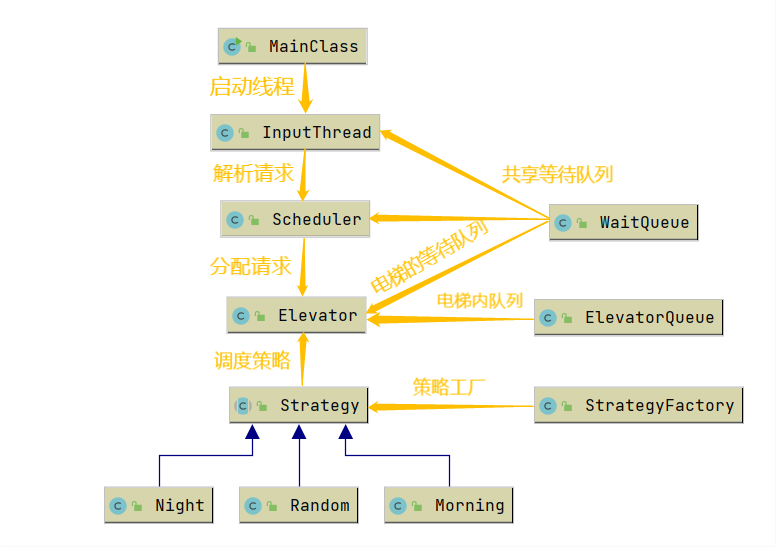 MainClass
启动线程
InputThread
解析请求
共享等待队列
Scheduler
WaitQueue
电梯的等待队列
分配请求
电梯内队列
Elevator
ElevatorQueue
调度策略
策略工厂
Strategy
StrategyFactory
Night
Random
Morning